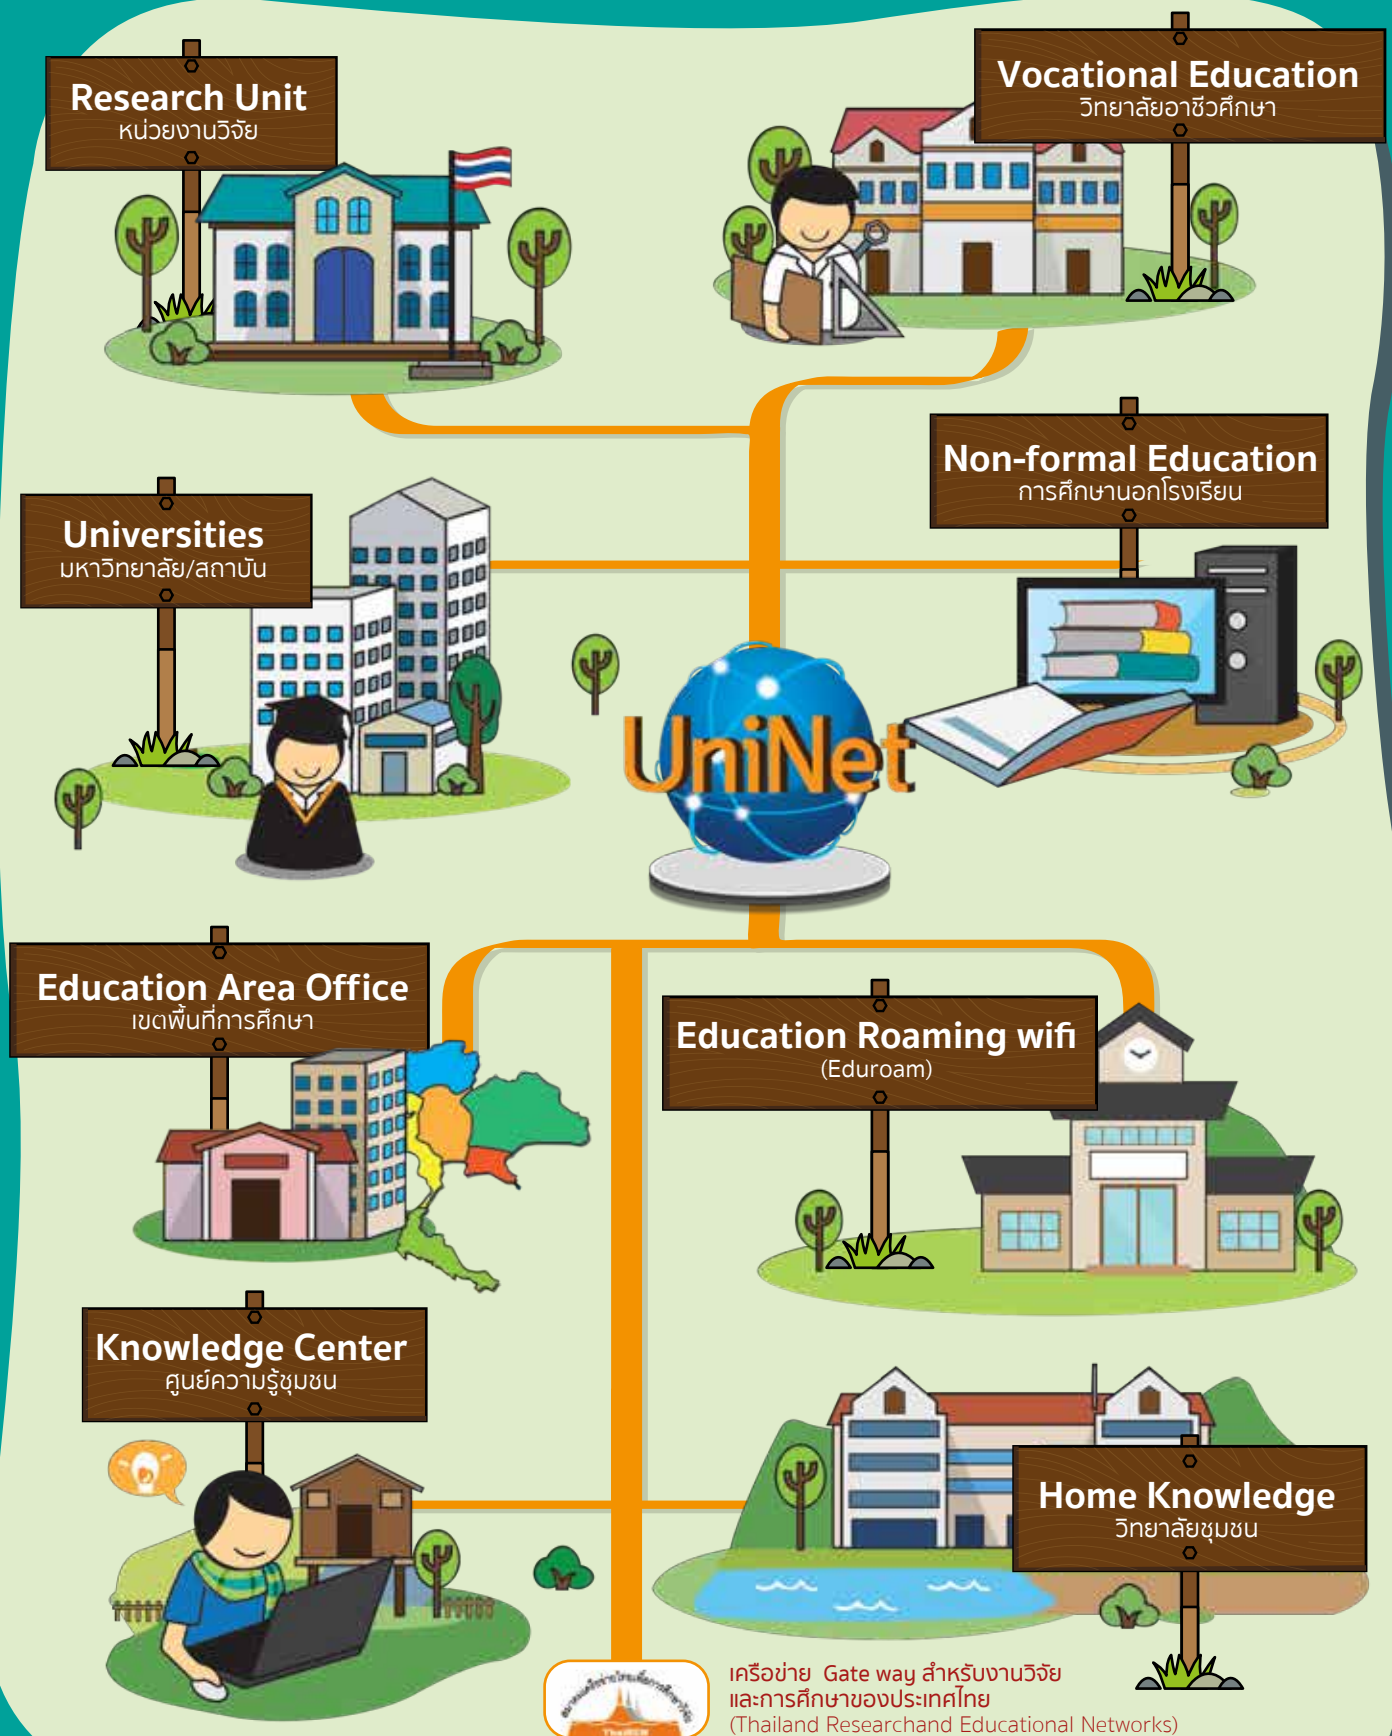 Research Unit
หน่วยงานวิจัย
Vocational Education
วิทยาลัยอาชีวศึกษา
Non-formal Education
การศึกษานอกโรงเรียน
Universities
มหาวิทยาลัย/สถาบัน
UniNet
Education Area Office
เขตพื้นที่การศึกษา
Education Roaming wifi
(Eduroam)
Knowledge Center
ศูนย์ความรู้ชุมชน
Home Knowledge
วิทยาลัยชุมชน
เครือข่าย Gate way สำหรับงานวิจัย
และการศึกษาของประเทศไทย
(Thailand Researchand Educational Networks)
ThaiREN